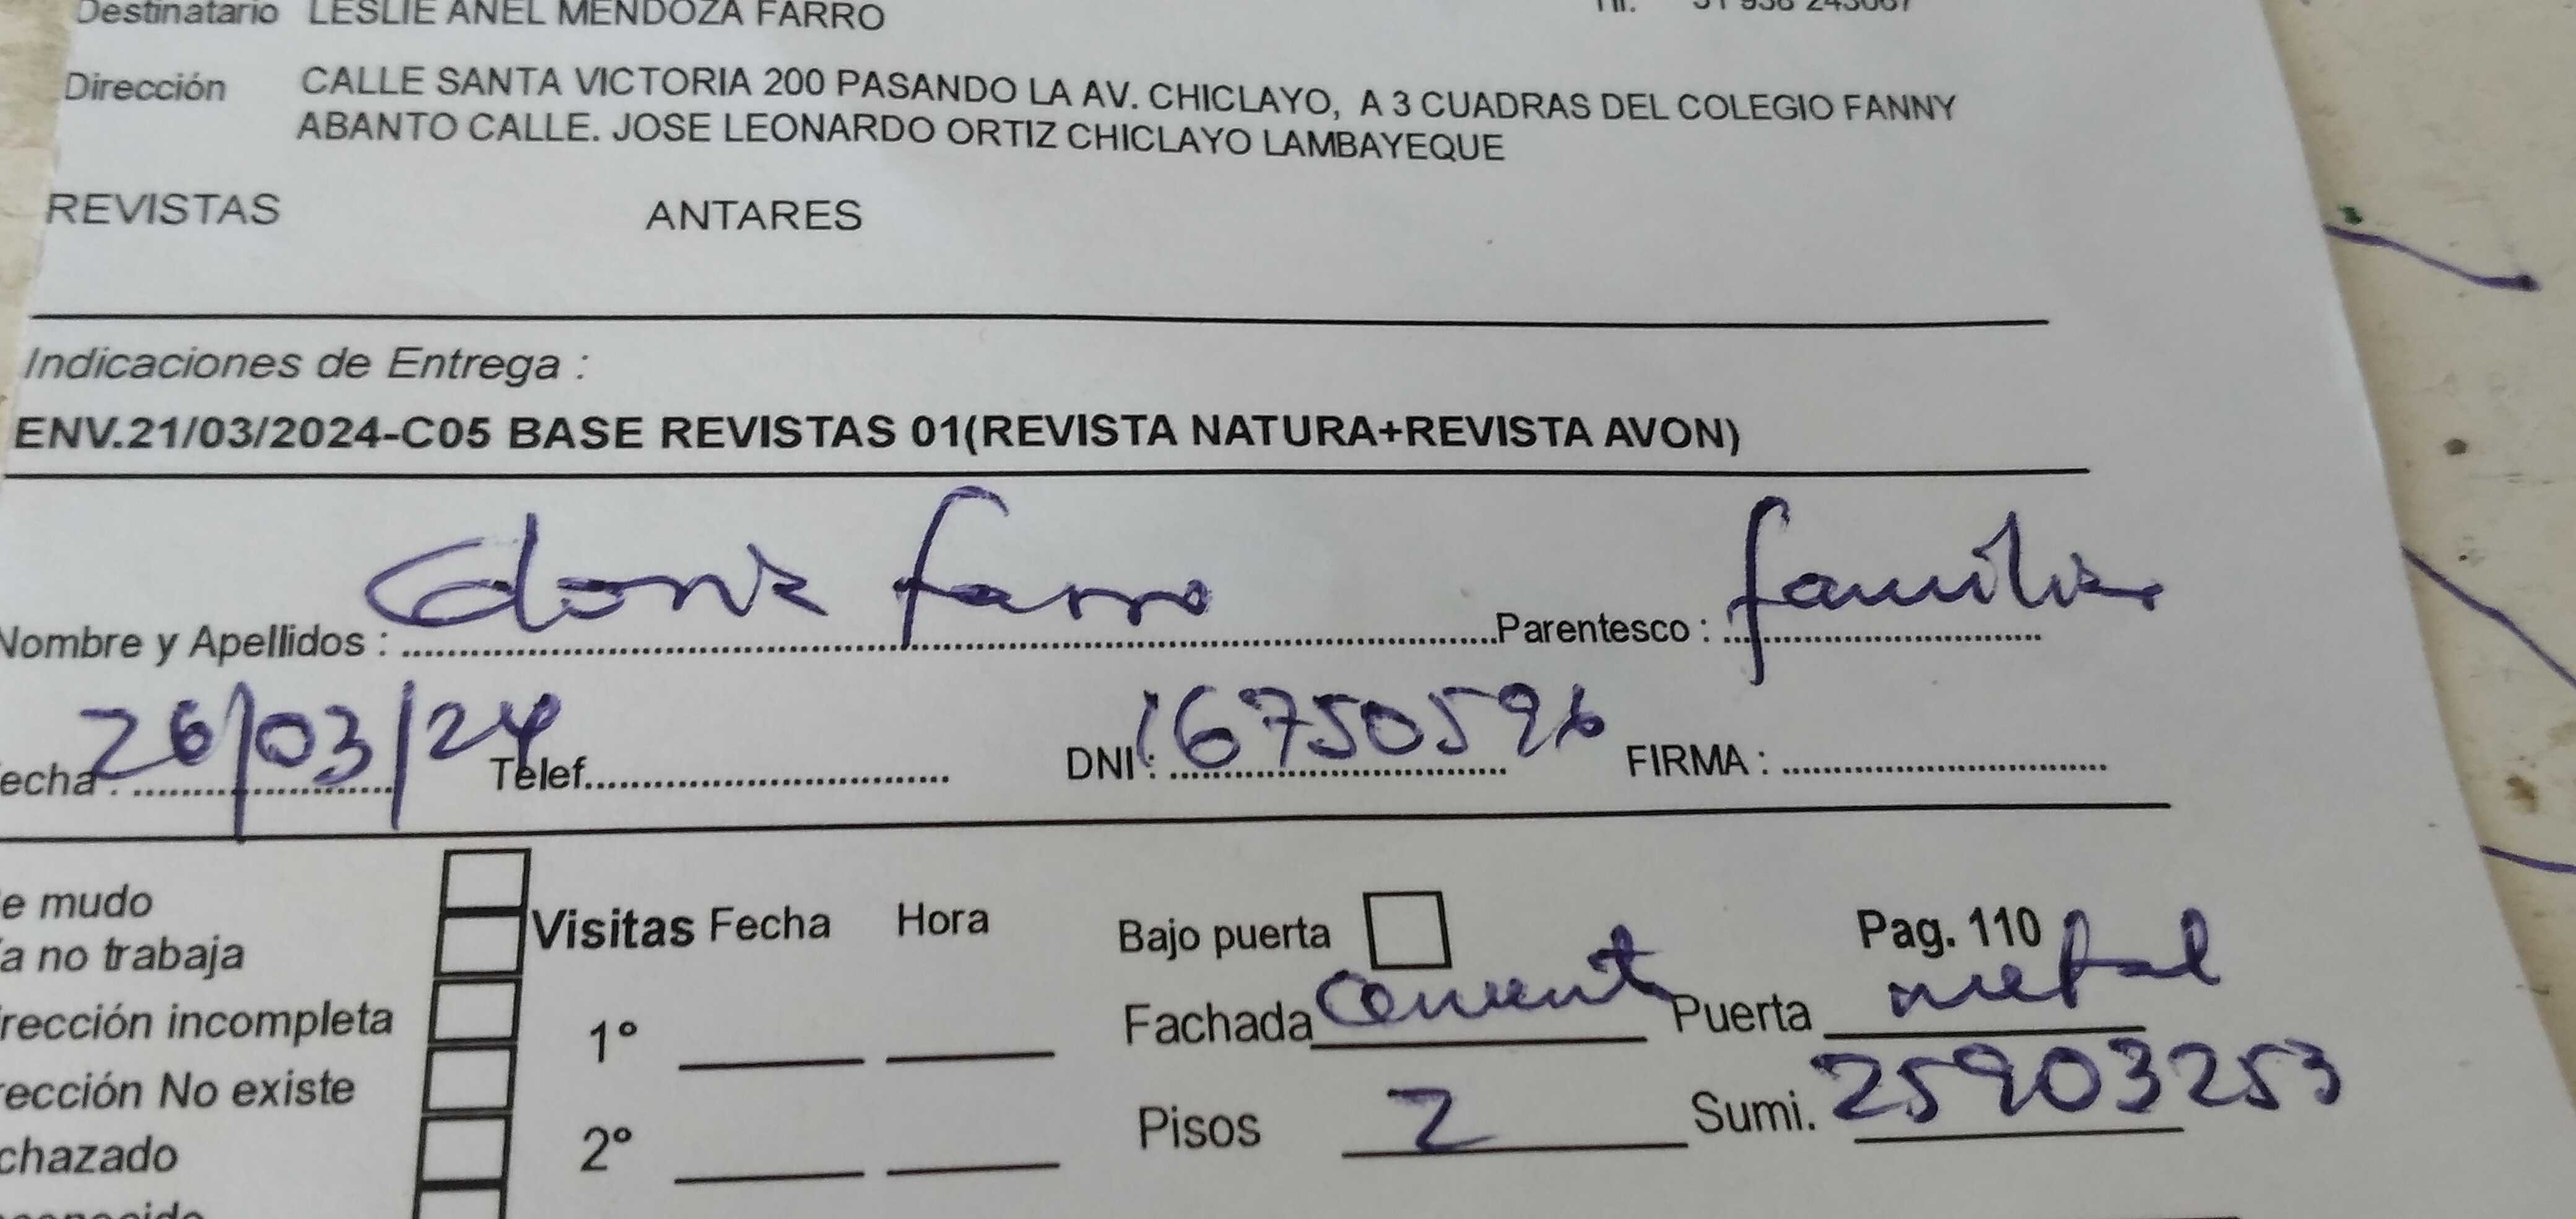 Destinatario LESLIE ANEL MENDOZA FARRO
Dirección CALLE SANTA VICTORIA 200 PASANDO LA AV. CHICLAYO, A 3 CUADRAS DEL COLEGIO FANNY
ABANTO CALLE. JOSE LEONARDO ORTIZ CHICLAYO LAMBAYEQUE
REVISTAS ANTARES
Indicaciones de Entrega :
ENV.21/03/2024-C05 BASE REVISTAS 01(REVISTA NATURA+REVISTA AVON)
Nombre y Apellidos : farro Parentesco : familiar
echa : 26/03/24 Telef. DNI : 16750596 FIRMA :
e mudo
a no trabaja Visitas Fecha Hora Bajo puerta Pag. 110
rección incompleta 1° Fachada Cement Puerta metal
ección No existe
chazado 2° Pisos 2 Sumi. 25903253